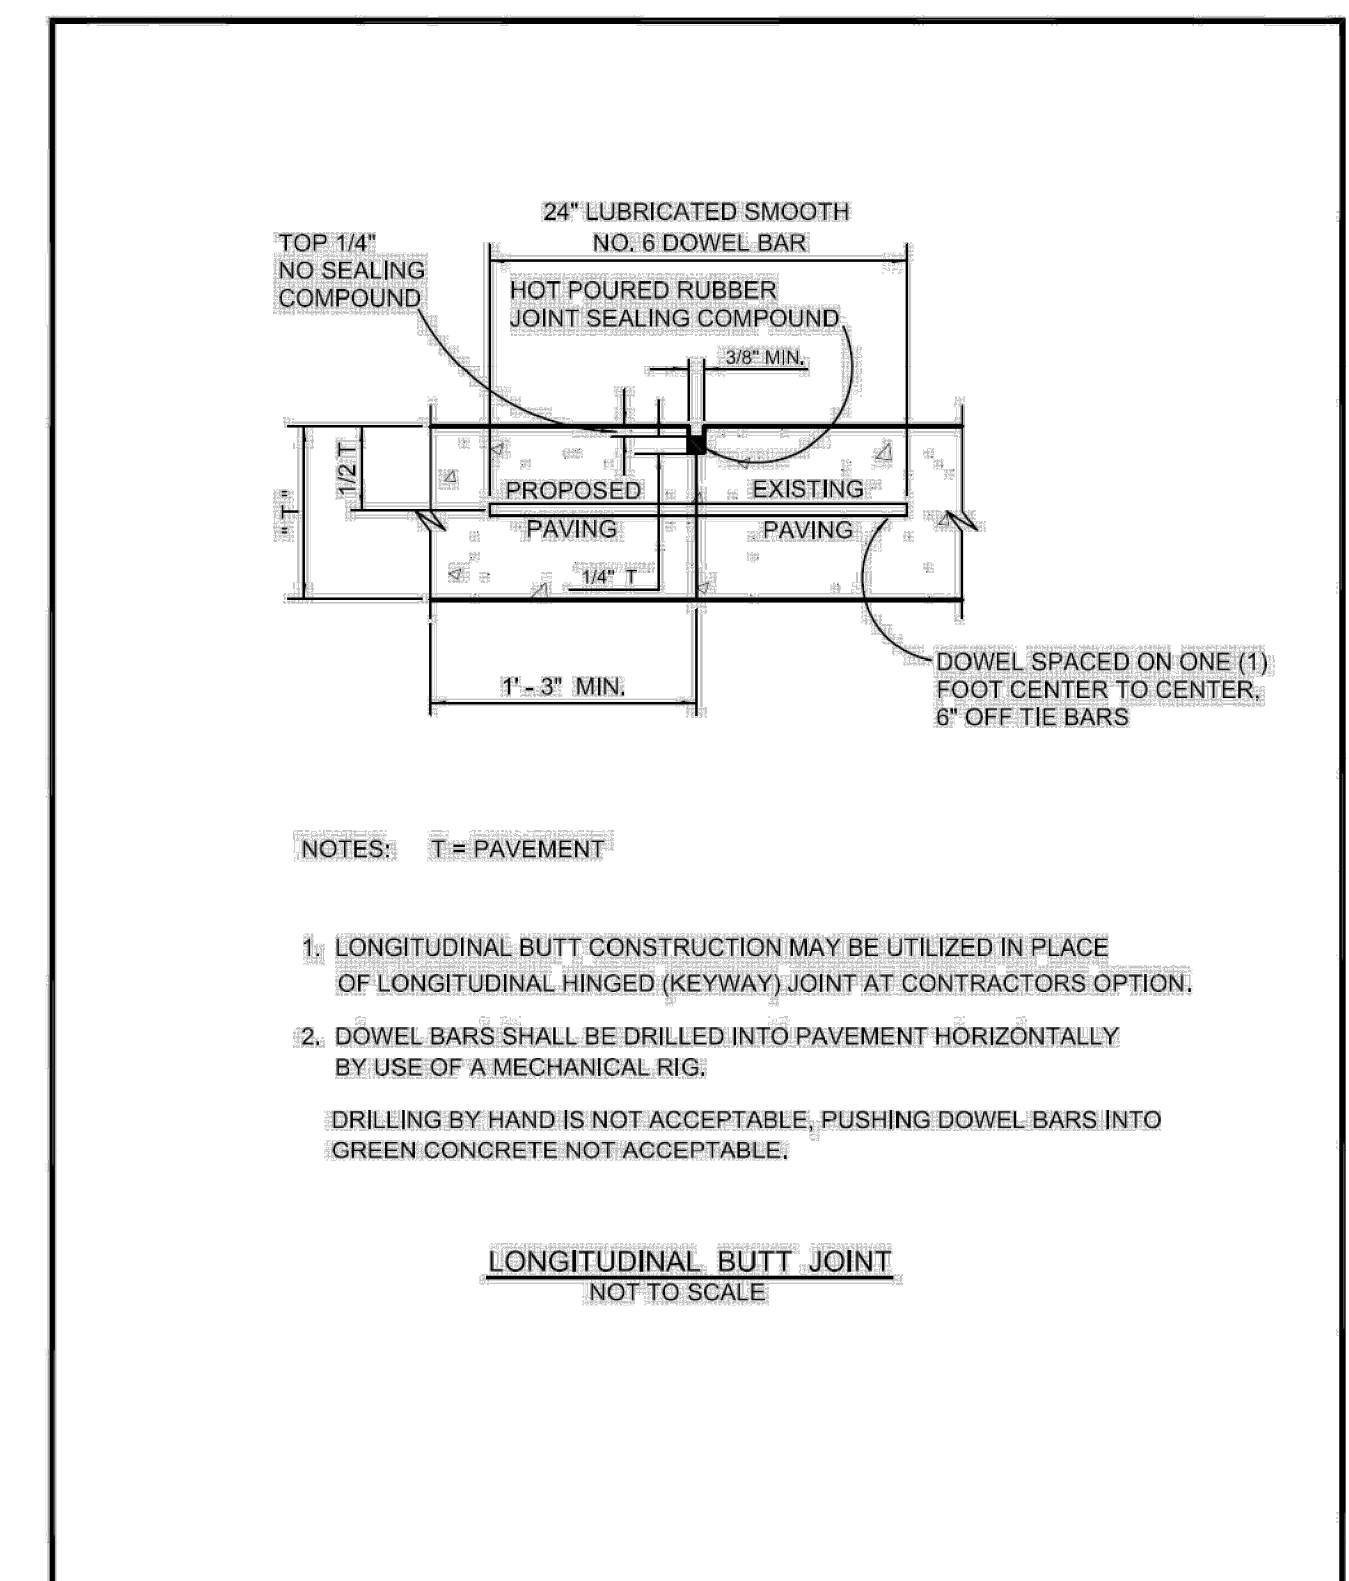 24" LUBRICATED SMOOTH
NO. 6 DOWEL BAR
TOP 1/4"
NO SEALING
COMPOUND
HOT POURED RUBBER
JOINT SEALING COMPOUND
3/8" MIN.
1/2 T
" T "
PROPOSED
PAVING
EXISTING
PAVING
1/4" T
1' - 3" MIN.
DOWEL SPACED ON ONE (1)
FOOT CENTER TO CENTER.
6" OFF TIE BARS
NOTES: T = PAVEMENT
1. LONGITUDINAL BUTT CONSTRUCTION MAY BE UTILIZED IN PLACE
OF LONGITUDINAL HINGED (KEYWAY) JOINT AT CONTRACTORS OPTION.
2. DOWEL BARS SHALL BE DRILLED INTO PAVEMENT HORIZONTALLY
BY USE OF A MECHANICAL RIG.
DRILLING BY HAND IS NOT ACCEPTABLE, PUSHING DOWEL BARS INTO
GREEN CONCRETE NOT ACCEPTABLE.
LONGITUDINAL BUTT JOINT
NOT TO SCALE